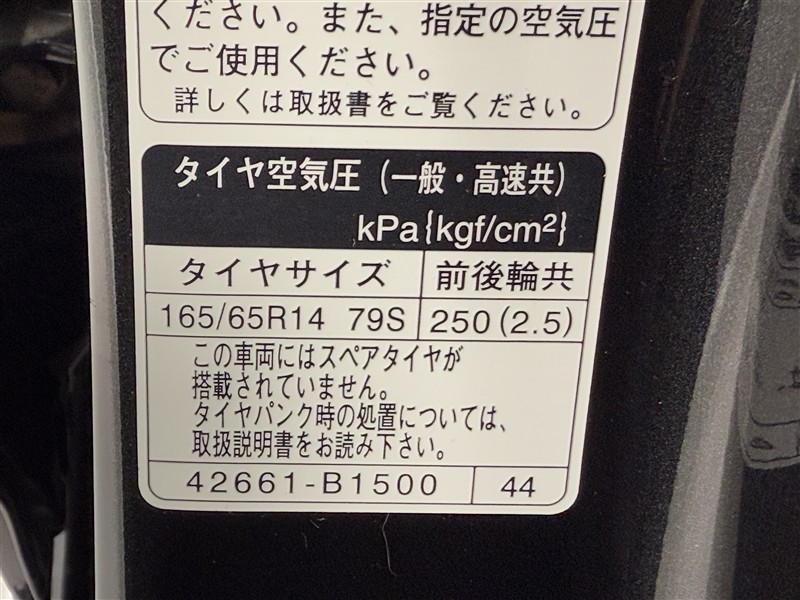 ください。また、指定の空気圧
でご使用ください。
詳しくは取扱書をご覧ください。
タイヤ空気圧 (一般・高速共)
kPa{kgf/cm²}
タイヤサイズ 前後輪共
165/65R14 79S 250(2.5)
この車両にはスペアタイヤが
搭載されていません。
タイヤパンク時の処置については、
取扱説明書をお読み下さい。
42661-B1500 44